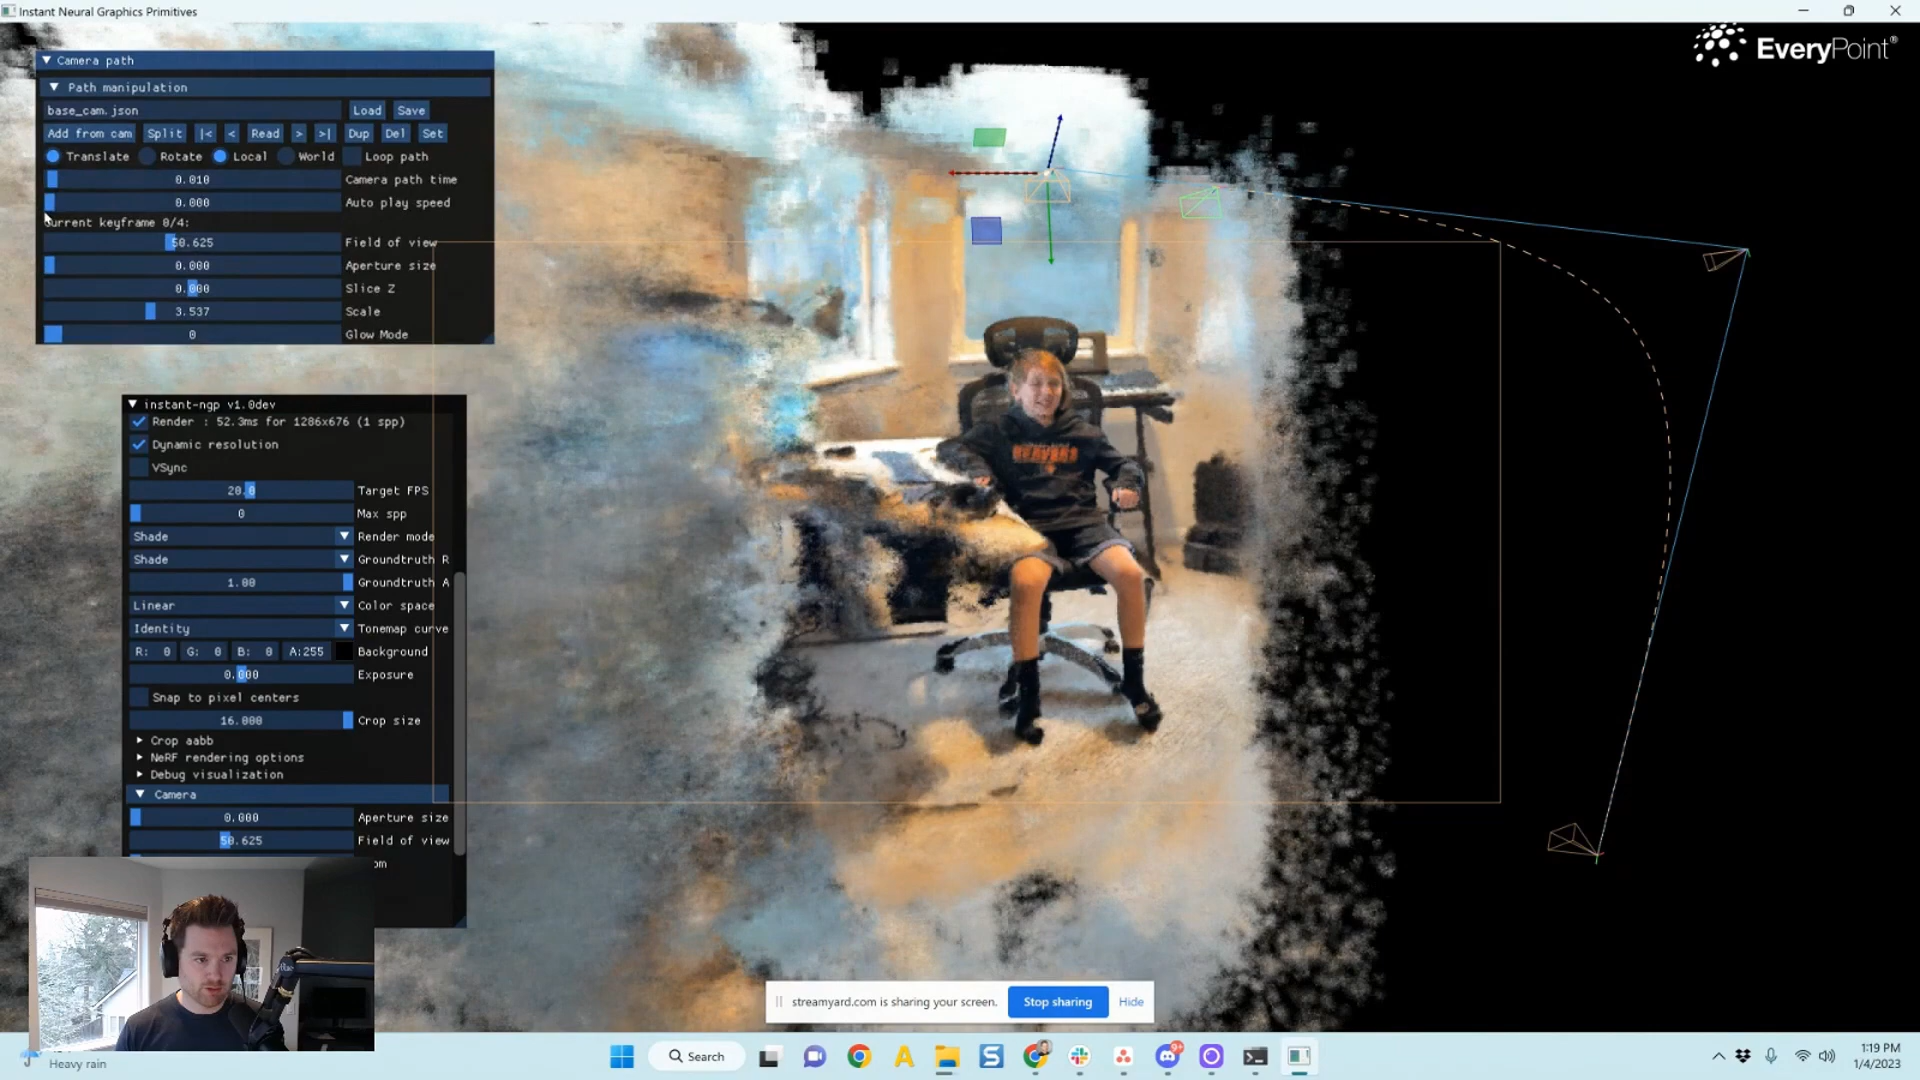 Instant Neural Graphics Primitives
EveryPoint®
Camera path
Path manipulation
base_cam.json Load Save
Add from cam Split |< < Read > >| Dup Del Set
Translate Rotate Local World Loop path
0.010 Camera path time
0.000 Auto play speed
urrent keyframe 0/4:
50.625 Field of view
0.000 Aperture size
0.000 Slice Z
3.537 Scale
0 Glow Mode
instant-ngp v1.0dev
Render : 52.3ms for 1286x676 (1 spp)
Dynamic resolution
VSync
20.0 Target FPS
0 Max spp
Shade Render mode
Shade Groundtruth R
1.00 Groundtruth A
Linear Color space
Identity Tonemap curve
R: 0 G: 0 B: 0 A:255 Background
0.000 Exposure
Snap to pixel centers
16.000 Crop size
Crop aabb
NeRF rendering options
Debug visualization
Camera
0.000 Aperture size
50.625 Field of view
om
BEAVERS
streamyard.com is sharing your screen. Stop sharing Hide
Heavy rain
Search
9+
1:19 PM
1/4/2023